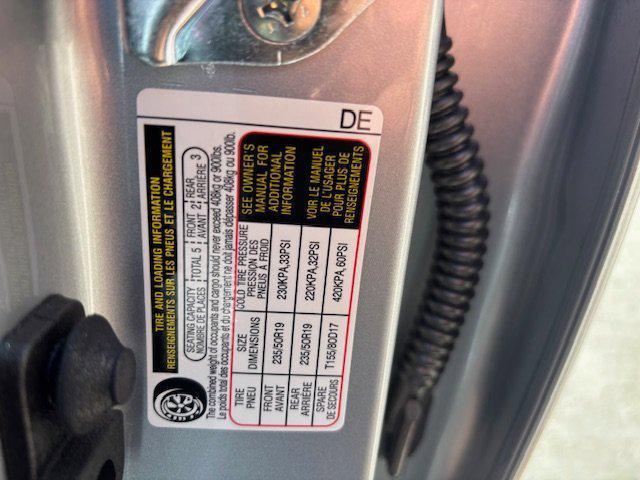 DE
TIRE AND LOADING INFORMATION
RENSEIGNEMENTS SUR LES PNEUS ET LE CHARGEMENT
SEATING CAPACITY TOTAL 5 FRONT 2 REAR 3
NOMBRE DE PLACES AVANT ARRIÈRE
The combined weight of occupants and cargo should never exceed 408kg or 900lbs.
Le poids total des occupants et du chargement ne doit jamais dépasser 408kg ou 900lb.
TIRE SIZE COLD TIRE PRESSURE SEE OWNER'S
PNEU DIMENSIONS PRESSION DES MANUAL FOR
PNEUS À FROID ADDITIONAL
FRONT 235/50R19 230KPA,33PSI INFORMATION
AVANT
REAR 235/50R19 220KPA,32PSI VOIR LE MANUEL
ARRIÈRE DE L'USAGER
SPARE T155/80D17 420KPA,60PSI POUR PLUS DE
DE SECOURS RENSEIGNEMENTS